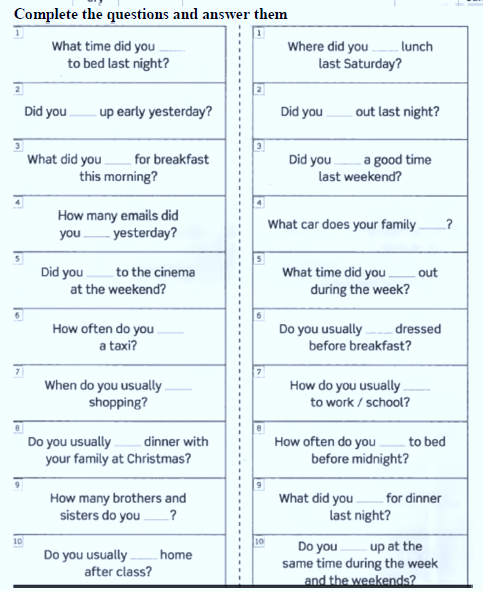 Complete the questions and answer them
1
What time did you ____
to bed last night?
2
Did you ____ up early yesterday?
3
What did you ____ for breakfast
this morning?
4
How many emails did
you ____ yesterday?
5
Did you ____ to the cinema
at the weekend?
6
How often do you ____
a taxi?
7
When do you usually ____
shopping?
8
Do you usually ____ dinner with
your family at Christmas?
9
How many brothers and
sisters do you ____?
10
Do you usually ____ home
after class?
1
Where did you ____ lunch
last Saturday?
2
Did you ____ out last night?
3
Did you ____ a good time
last weekend?
4
What car does your family ____?
5
What time did you ____ out
during the week?
6
Do you usually ____ dressed
before breakfast?
7
How do you usually ____
to work / school?
8
How often do you ____ to bed
before midnight?
9
What did you ____ for dinner
last night?
10
Do you ____ up at the
same time during the week
and the weekends?